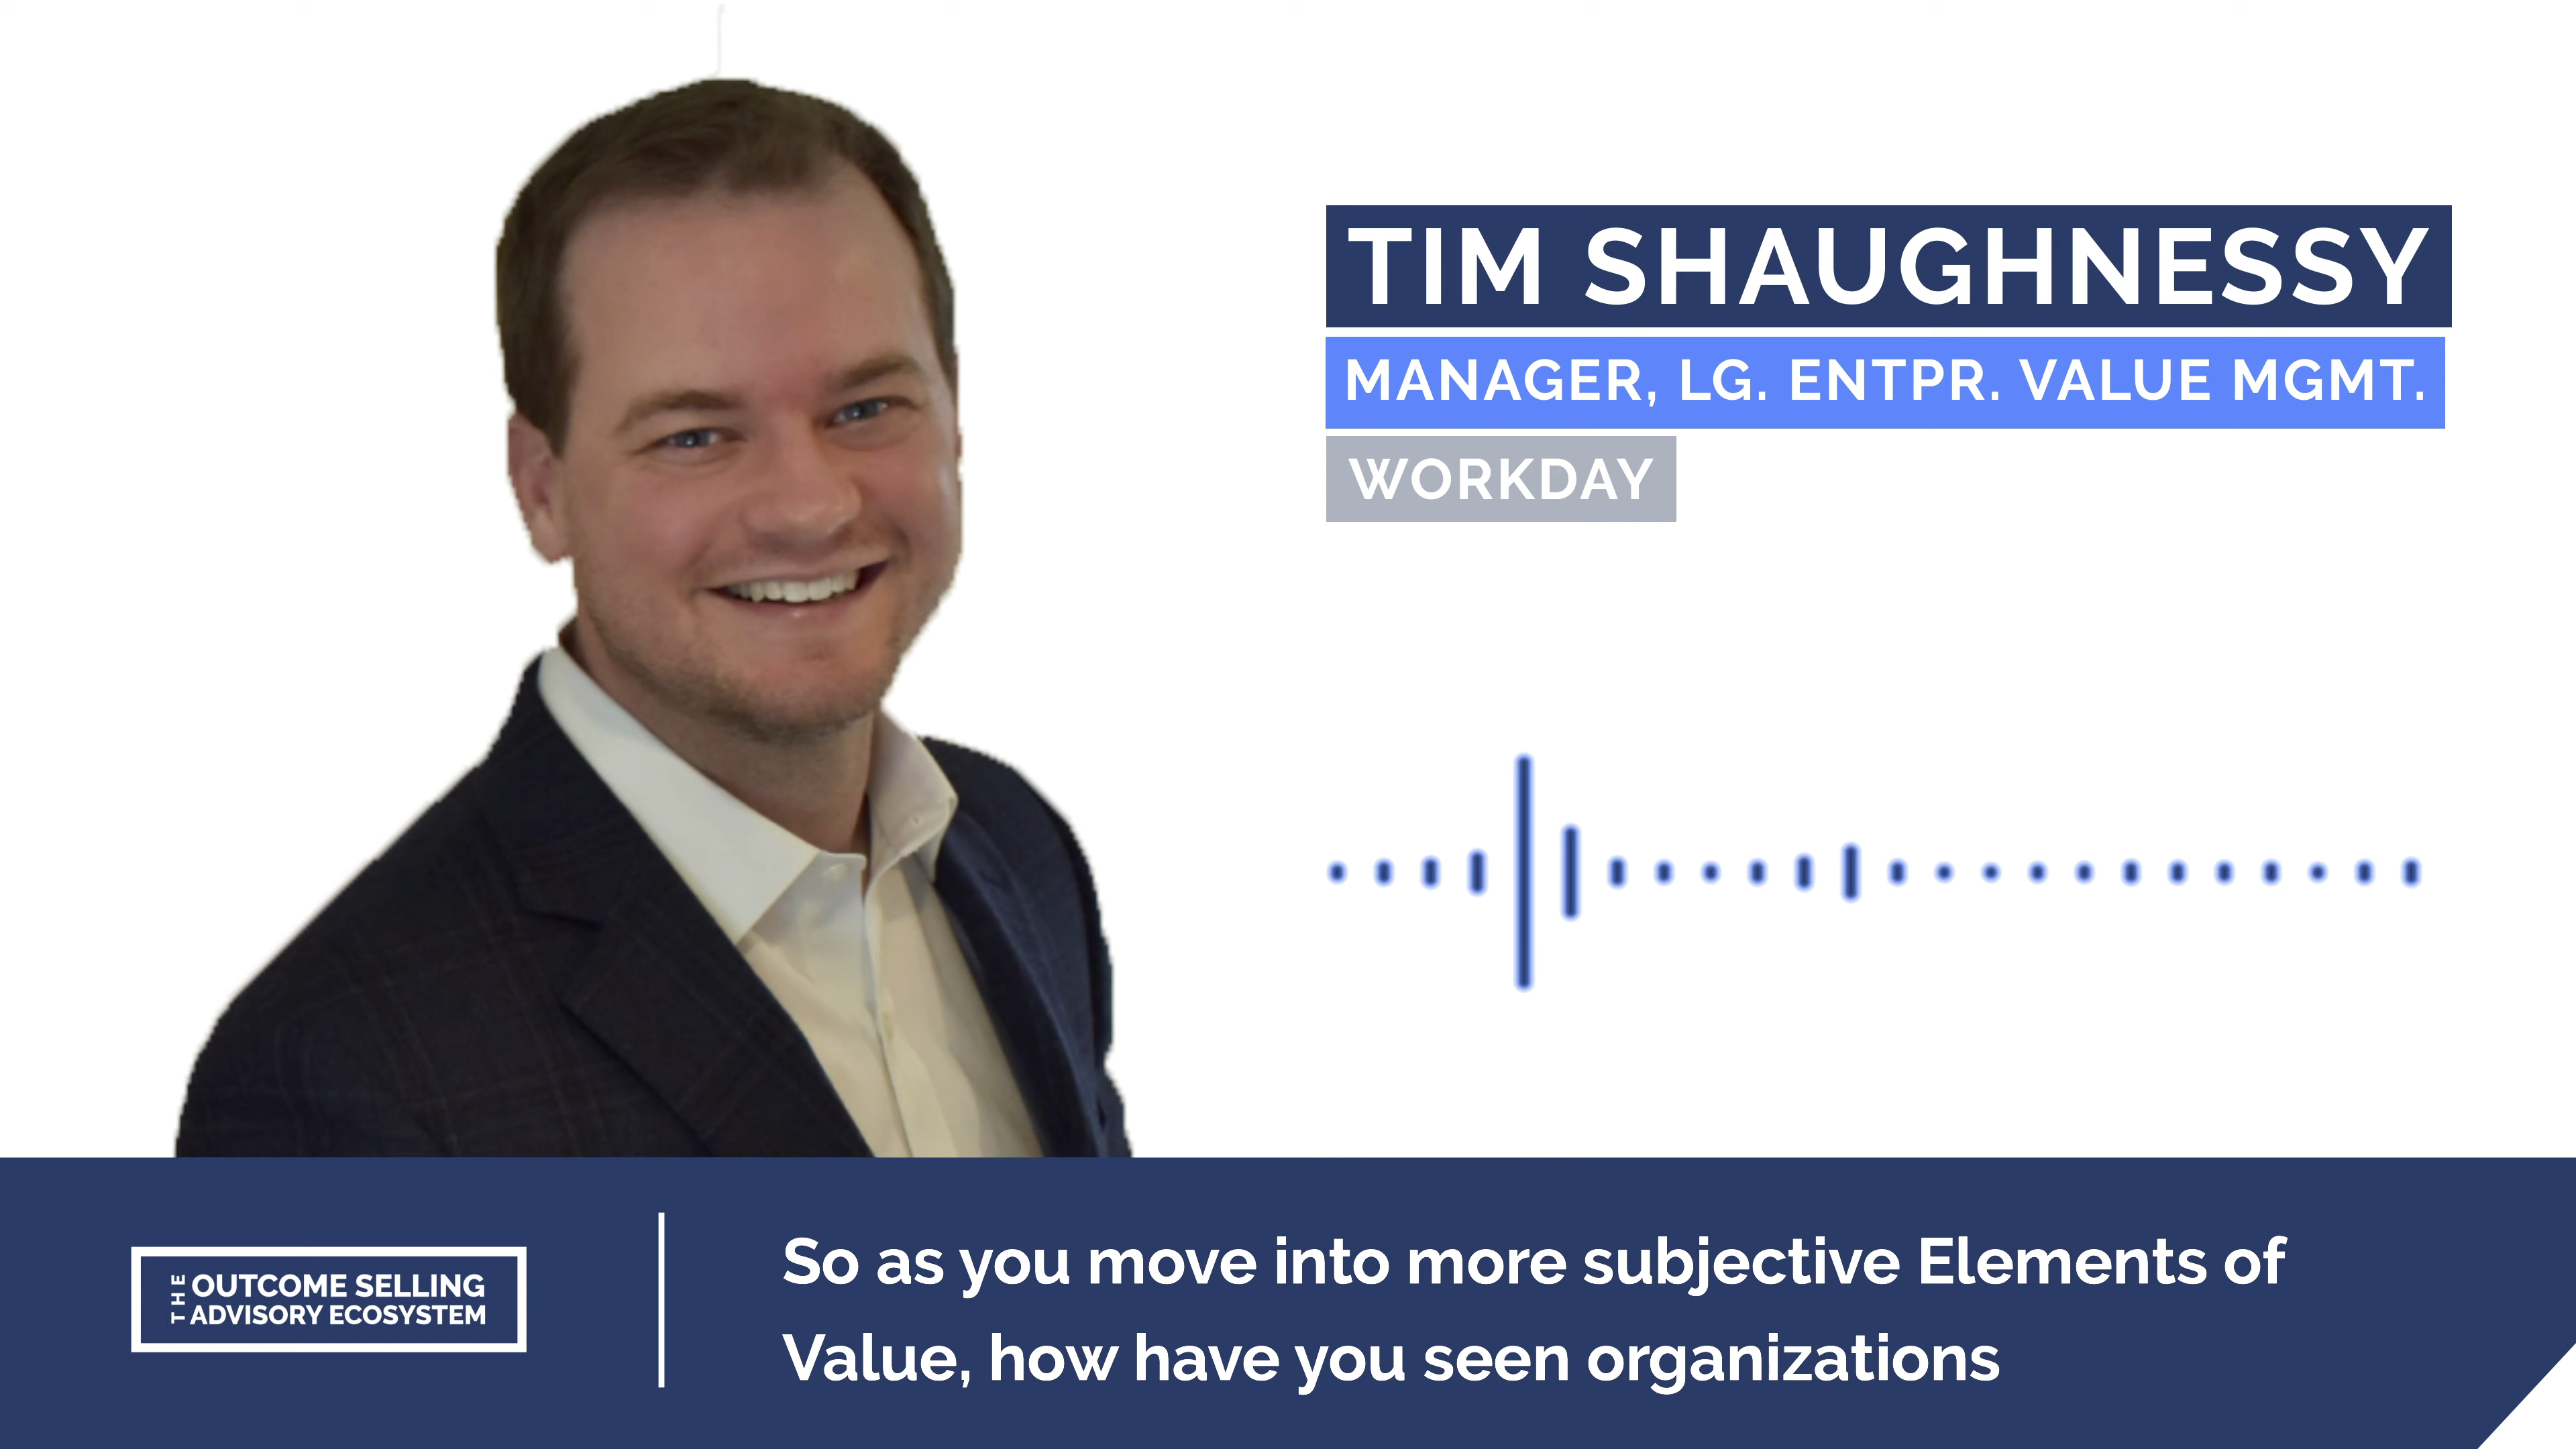 TIM SHAUGHNESSY
MANAGER, LG. ENTPR. VALUE MGMT.
WORKDAY
THE
OUTCOME SELLING
ADVISORY ECOSYSTEM
So as you move into more subjective Elements of
Value, how have you seen organizations